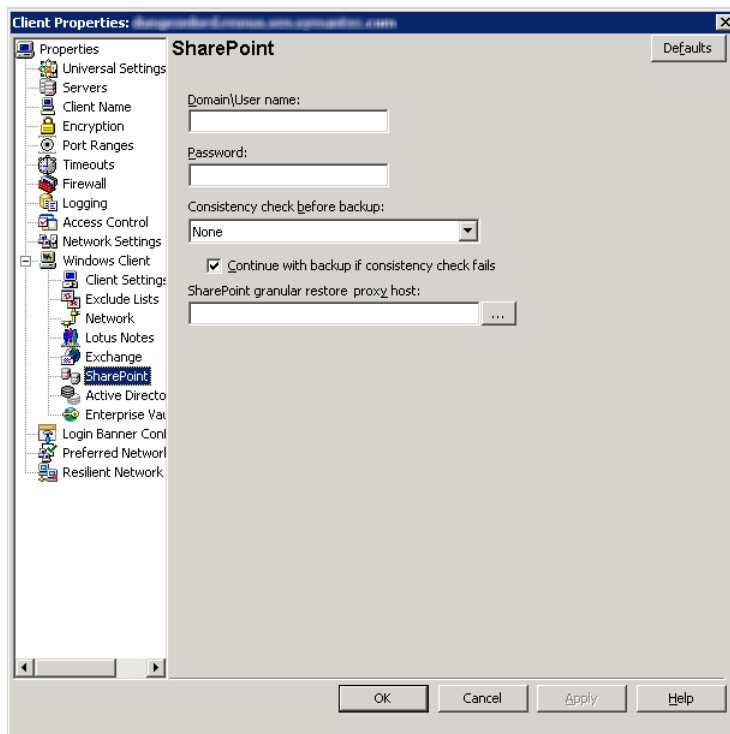 Client Properties:
Properties
Universal Settings
Servers
Client Name
Encryption
Port Ranges
Timeouts
Firewall
Logging
Access Control
Network Settings
Windows Client
Client Settings
Exclude Lists
Network
Lotus Notes
Exchange
SharePoint
Active Directo
Enterprise Vau
Login Banner Conf
Preferred Networ
Resilient Network
SharePoint
Defaults
Domain\User name:
Password:
Consistency check before backup:
None
Continue with backup if consistency check fails
SharePoint granular restore proxy host:
...
OK
Cancel
Apply
Help